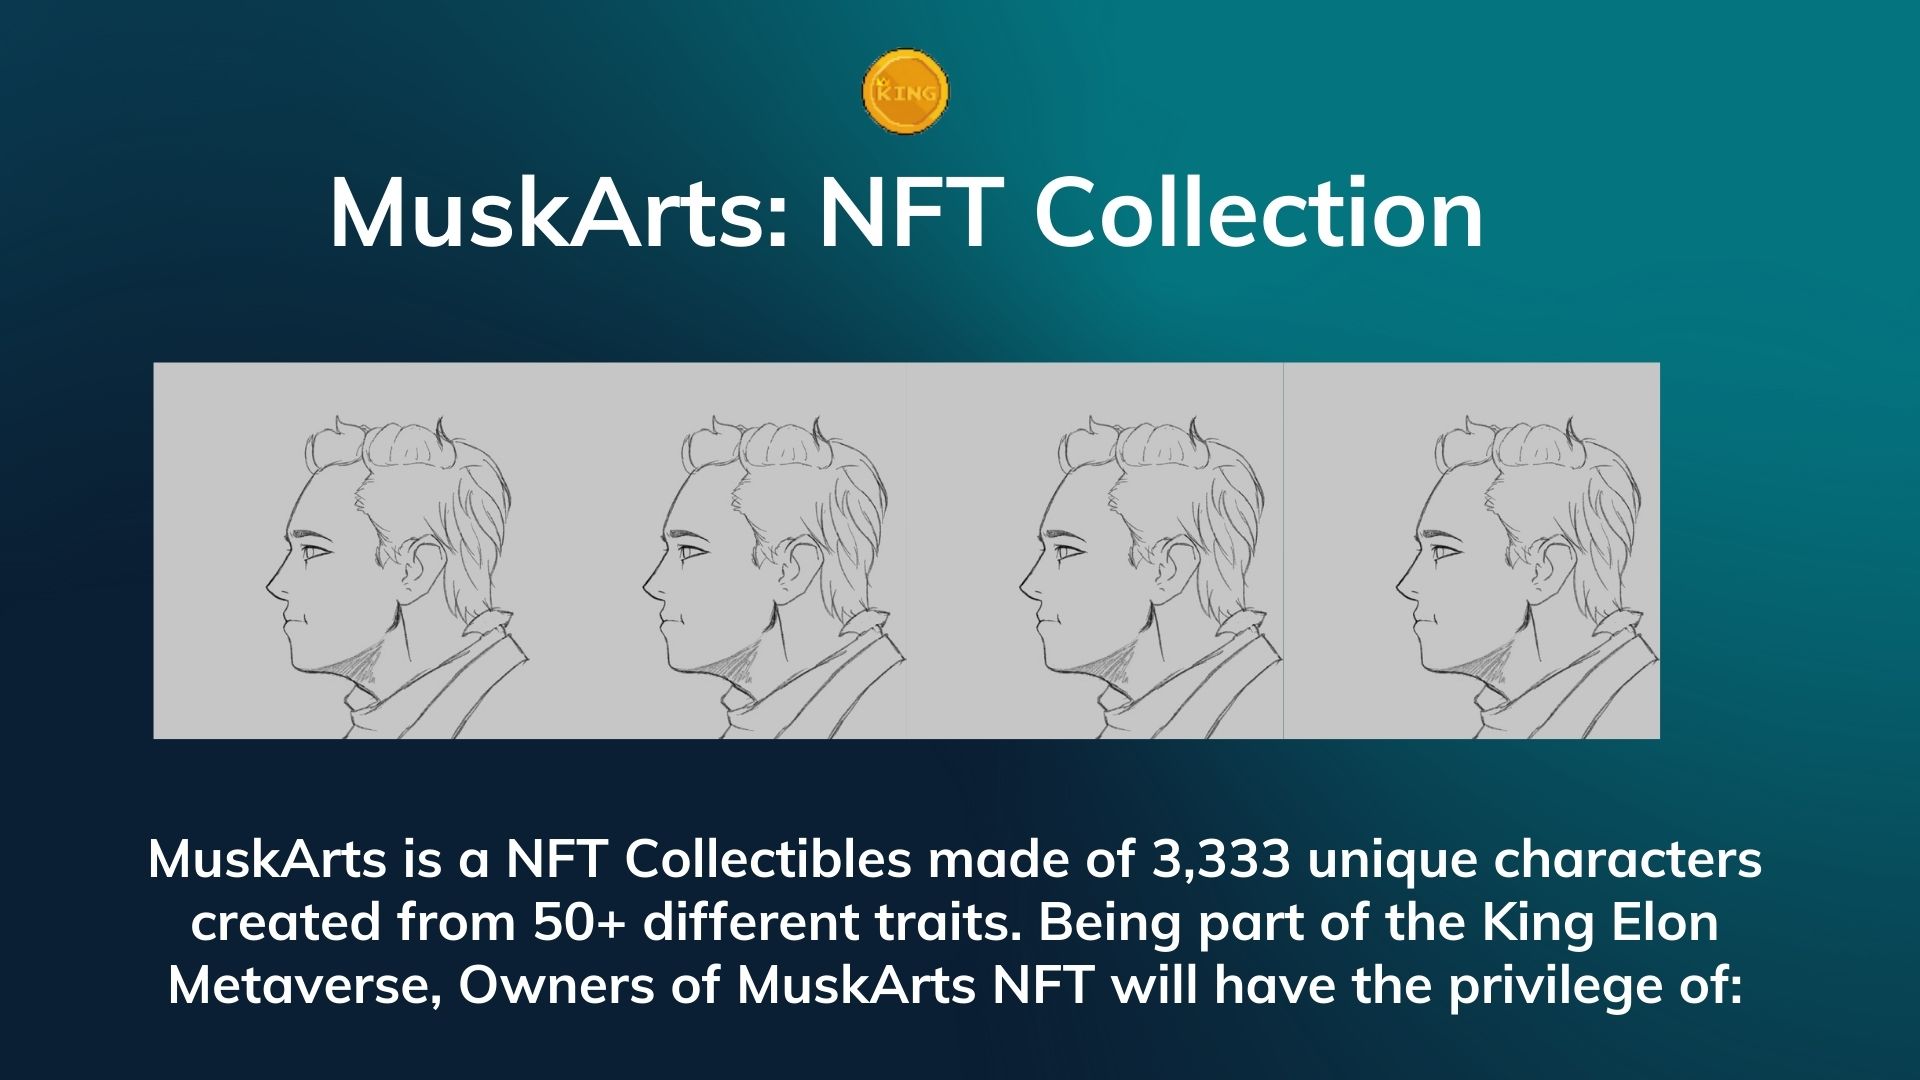 KING
MuskArts: NFT Collection
MuskArts is a NFT Collectibles made of 3,333 unique characters
created from 50+ different traits. Being part of the King Elon
Metaverse, Owners of MuskArts NFT will have the privilege of: